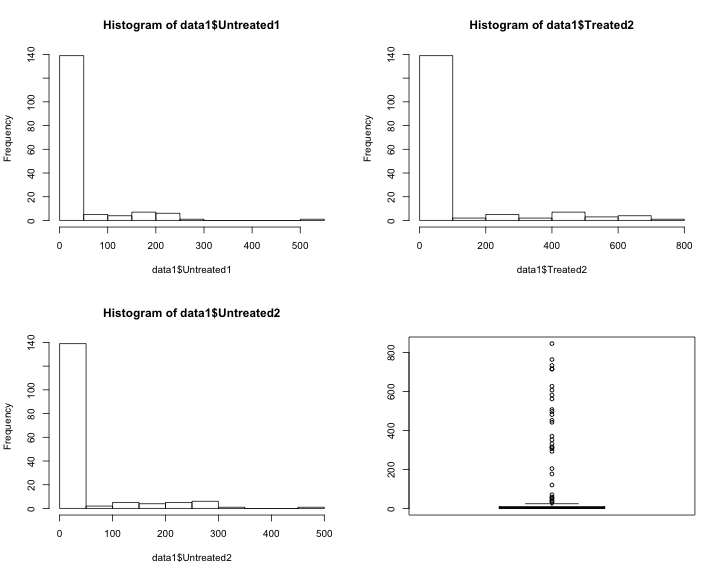 Histogram of data1$Untreated1
Frequency
0 20 40 60 80 100 140
0 100 200 300 400 500
data1$Untreated1
Histogram of data1$Treated2
Frequency
0 20 40 60 80 100 140
0 200 400 600 800
data1$Treated2
Histogram of data1$Untreated2
Frequency
0 20 40 60 80 100 140
0 100 200 300 400 500
data1$Untreated2
0 200 400 600 800